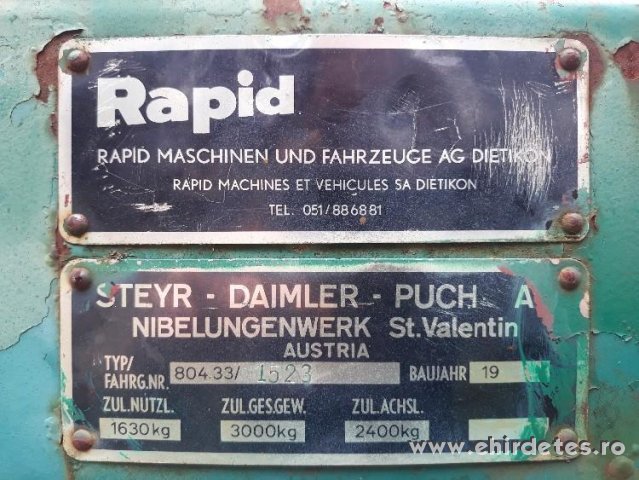 Rapid
RAPID MASCHINEN UND FAHRZEUGE AG DIETIKON
RAPID MACHINES ET VEHICULES SA DIETIKON
TEL. 051/886881
STEYR - DAIMLER - PUCH A
NIBELUNGENWERK St.Valentin
AUSTRIA
TYP/
FAHRG.NR. 804.33/ 1523 BAUJAHR 19
ZUL.NUTZL. ZUL.GES.GEW. ZUL.ACHSL.
1630kg 3000kg 2400kg
www.ehirdetes.ro